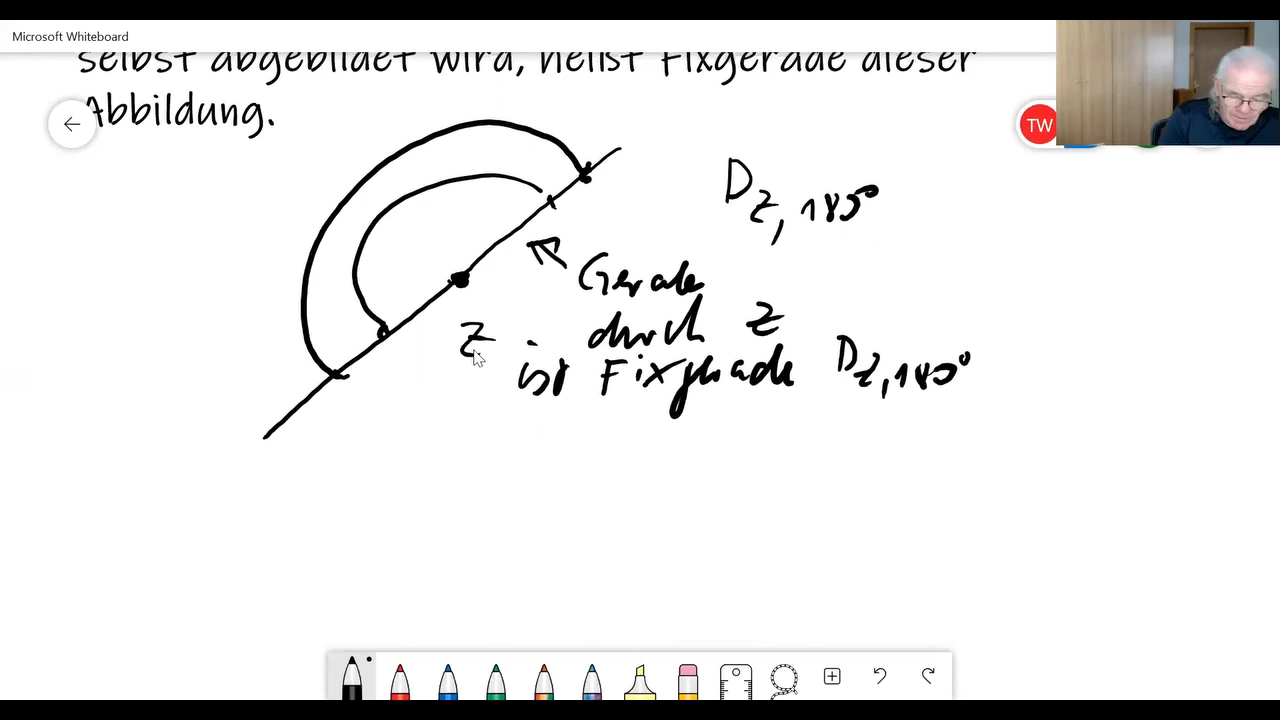 Microsoft Whiteboard
selbst abgebildet wird, heißt Fixgerade dieser
Abbildung.
TW
D_Z, 180°
Gerade
durch Z
Z
ist Fixgerade D_Z, 180°